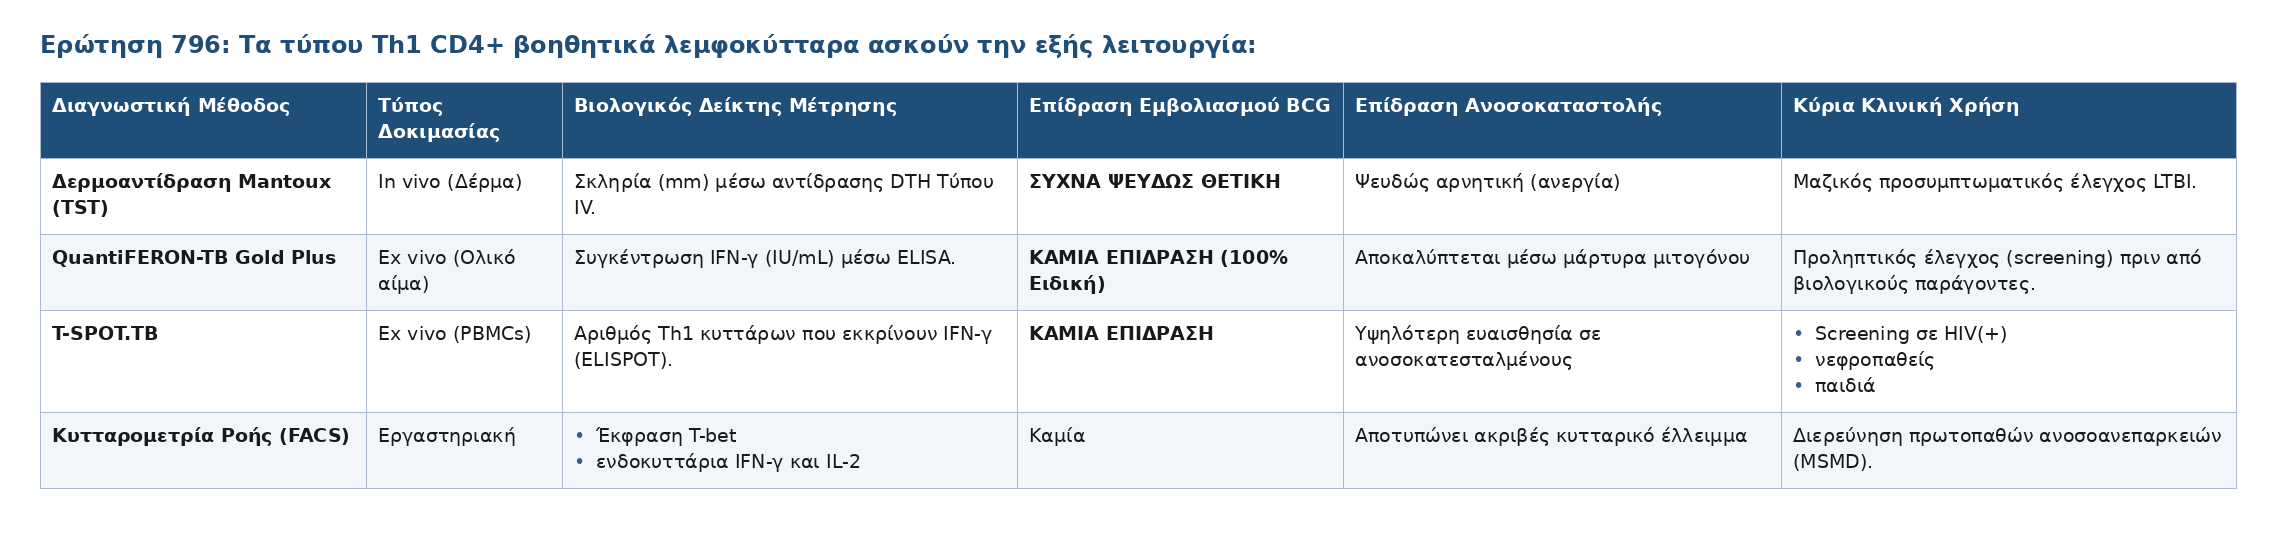 Ερώτηση 796: Τα τύπου Th1 CD4+ βοηθητικά λεμφοκύτταρα ασκούν την εξής λειτουργία:
Διαγνωστική Μέθοδος
Τύπος
Δοκιμασίας
Βιολογικός Δείκτης Μέτρησης
Επίδραση Εμβολιασμού BCG
Επίδραση Ανοσοκαταστολής
Κύρια Κλινική Χρήση
Δερμοαντίδραση Mantoux
(TST)
In vivo (Δέρμα)
Σκληρία (mm) μέσω αντίδρασης DTH Τύπου
IV.
ΣΥΧΝΑ ΨΕΥΔΩΣ ΘΕΤΙΚΗ
Ψευδώς αρνητική (ανεργία)
Μαζικός προσυμπτωματικός έλεγχος LTBI.
QuantiFERON-TB Gold Plus
Ex vivo (Ολικό
αίμα)
Συγκέντρωση IFN-γ (IU/mL) μέσω ELISA.
ΚΑΜΙΑ ΕΠΙΔΡΑΣΗ (100%
Ειδική)
Αποκαλύπτεται μέσω μάρτυρα μιτογόνου
Προληπτικός έλεγχος (screening) πριν από
βιολογικούς παράγοντες.
T-SPOT.TB
Ex vivo (PBMCs)
Αριθμός Th1 κυττάρων που εκκρίνουν IFN-γ
(ELISPOT).
ΚΑΜΙΑ ΕΠΙΔΡΑΣΗ
Υψηλότερη ευαισθησία σε
ανοσοκατεσταλμένους
• Screening σε HIV(+)
• νεφροπαθείς
• παιδιά
Κυτταρομετρία Ροής (FACS)
Εργαστηριακή
• Έκφραση T-bet
• ενδοκυττάρια IFN-γ και IL-2
Καμία
Αποτυπώνει ακριβές κυτταρικό έλλειμμα
Διερεύνηση πρωτοπαθών ανοσοανεπαρκειών
(MSMD).